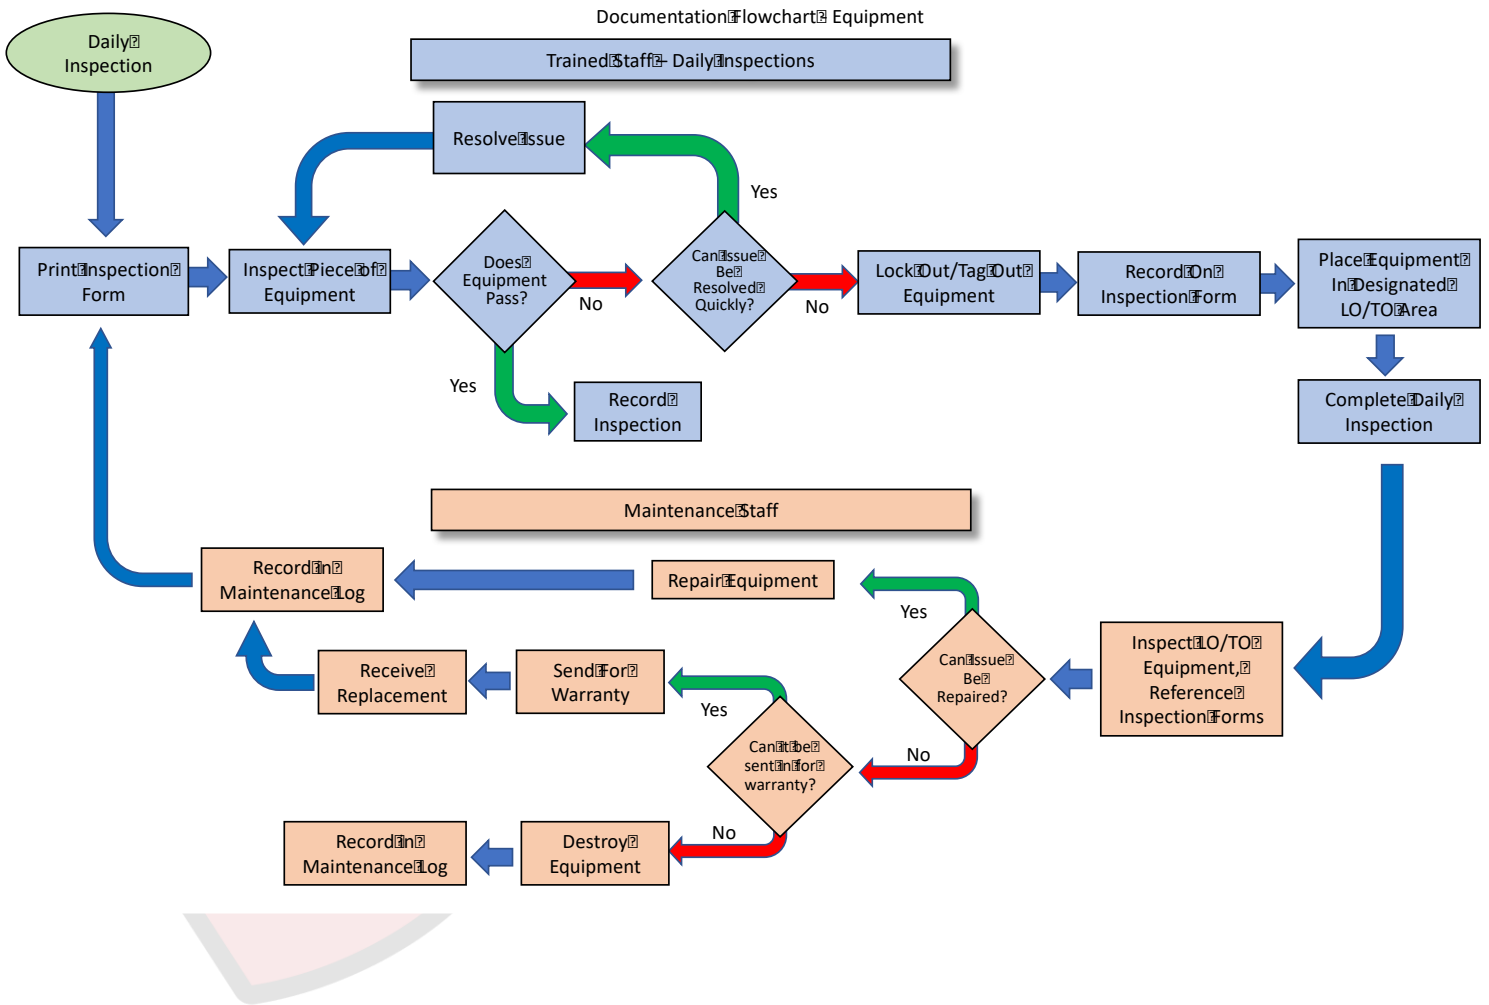 Documentation Flowchart - Equipment
Daily
Inspection
Trained Staff – Daily Inspections
Resolve Issue
Yes
Print Inspection
Form
Inspect Piece of
Equipment
Does
Equipment
Pass?
No
Can Issue
Be
Resolved
Quickly?
No
Lock Out/Tag Out
Equipment
Record On
Inspection Form
Place Equipment
In Designated
LO/TO Area
Yes
Record
Inspection
Complete Daily
Inspection
Maintenance Staff
Record In
Maintenance Log
Repair Equipment
Yes
Can Issue
Be
Repaired?
Inspect LO/TO
Equipment,
Reference
Inspection Forms
Receive
Replacement
Send For
Warranty
Yes
No
Can it be
sent in for
warranty?
No
Record In
Maintenance Log
Destroy
Equipment